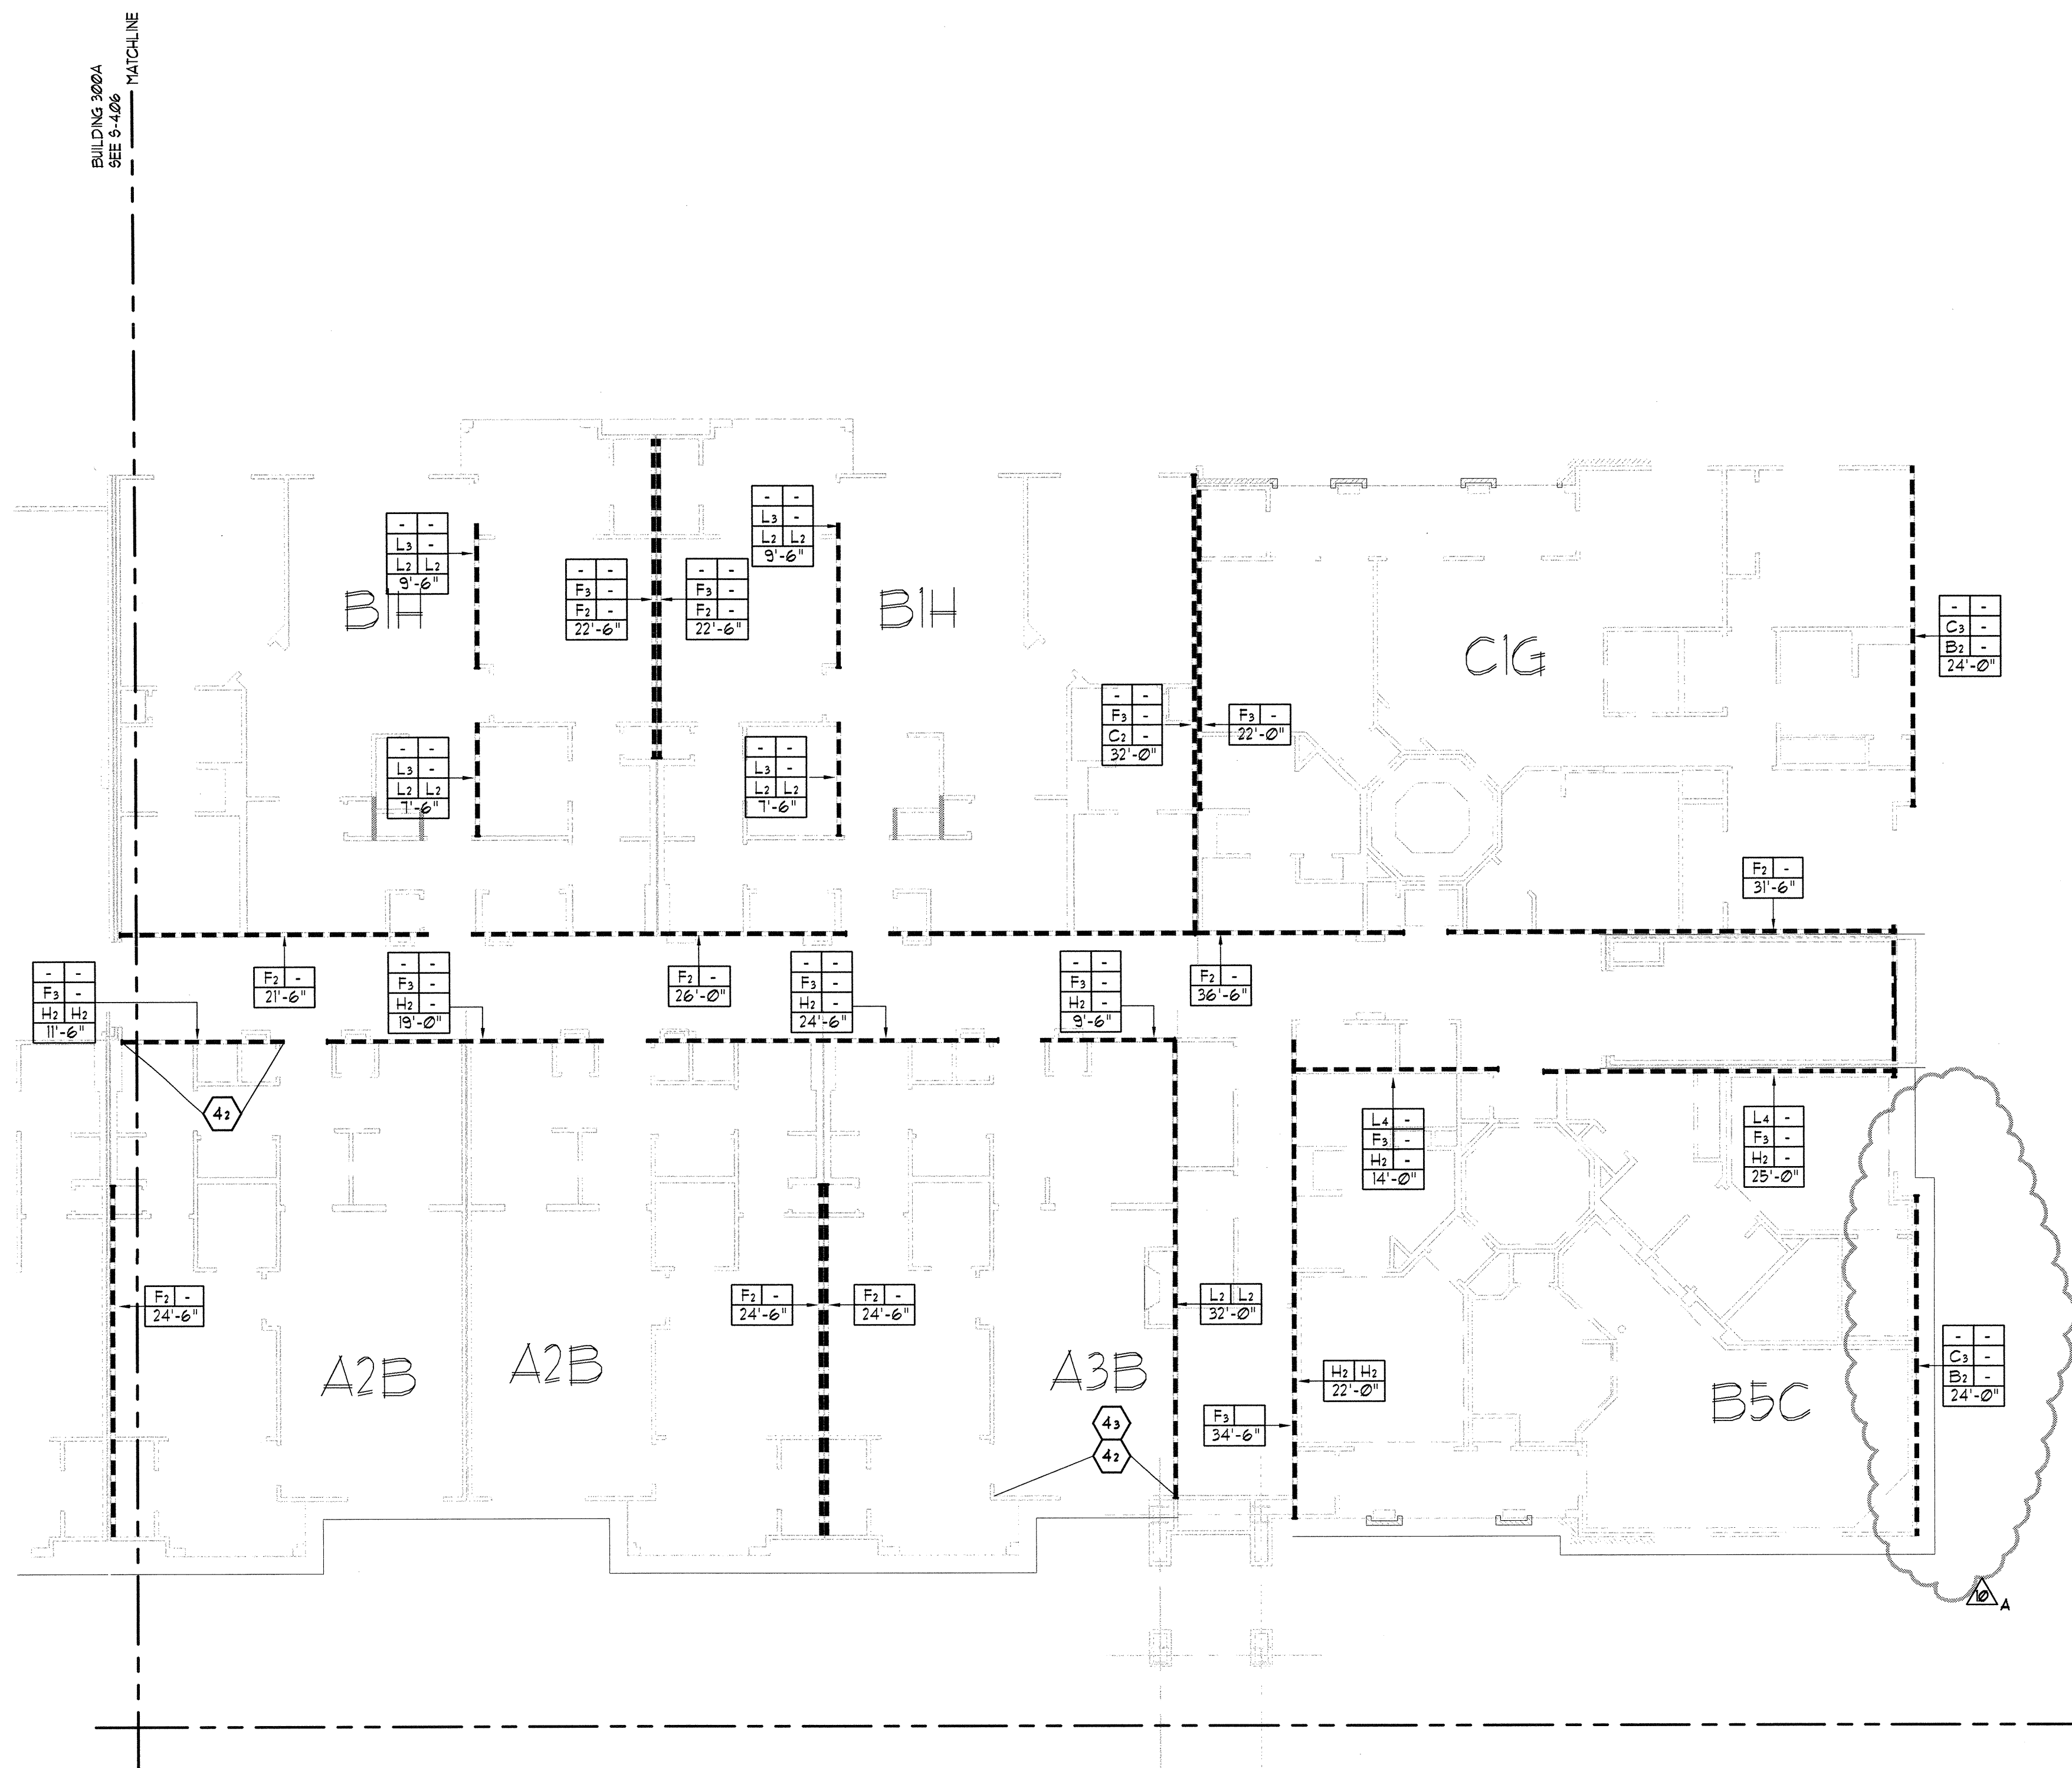 BUILDING 300A
SEE S-4.06
MATCHLINE
- -
L3 -
L2 L2
9'-6"
B1H
- -
F3 -
F2 -
22'-6"
- -
F3 -
F2 -
22'-6"
- -
L3 -
L2 L2
9'-6"
B1H
C1G
- -
C3 -
B2 -
24'-0"
- -
F3 -
C2 -
32'-0"
F3 -
22'-0"
- -
L3 -
L2 L2
7'-6"
- -
L3 -
L2 L2
7'-6"
F2 -
31'-6"
- -
F3 -
H2 H2
11'-6"
F2 -
21'-6"
- -
F3 -
H2 -
19'-0"
F2 -
26'-0"
- -
F3 -
H2 -
24'-6"
- -
F3 -
H2 -
9'-6"
F2 -
36'-6"
42
L4 -
F3 -
H2 -
14'-0"
L4 -
F3 -
H2 -
25'-0"
F2 -
24'-6"
F2 -
24'-6"
F2 -
24'-6"
L2 L2
32'-0"
A2B
A2B
A3B
H2 H2
22'-0"
B5C
- -
C3 -
B2 -
24'-0"
43
42
F3
34'-6"
10 A